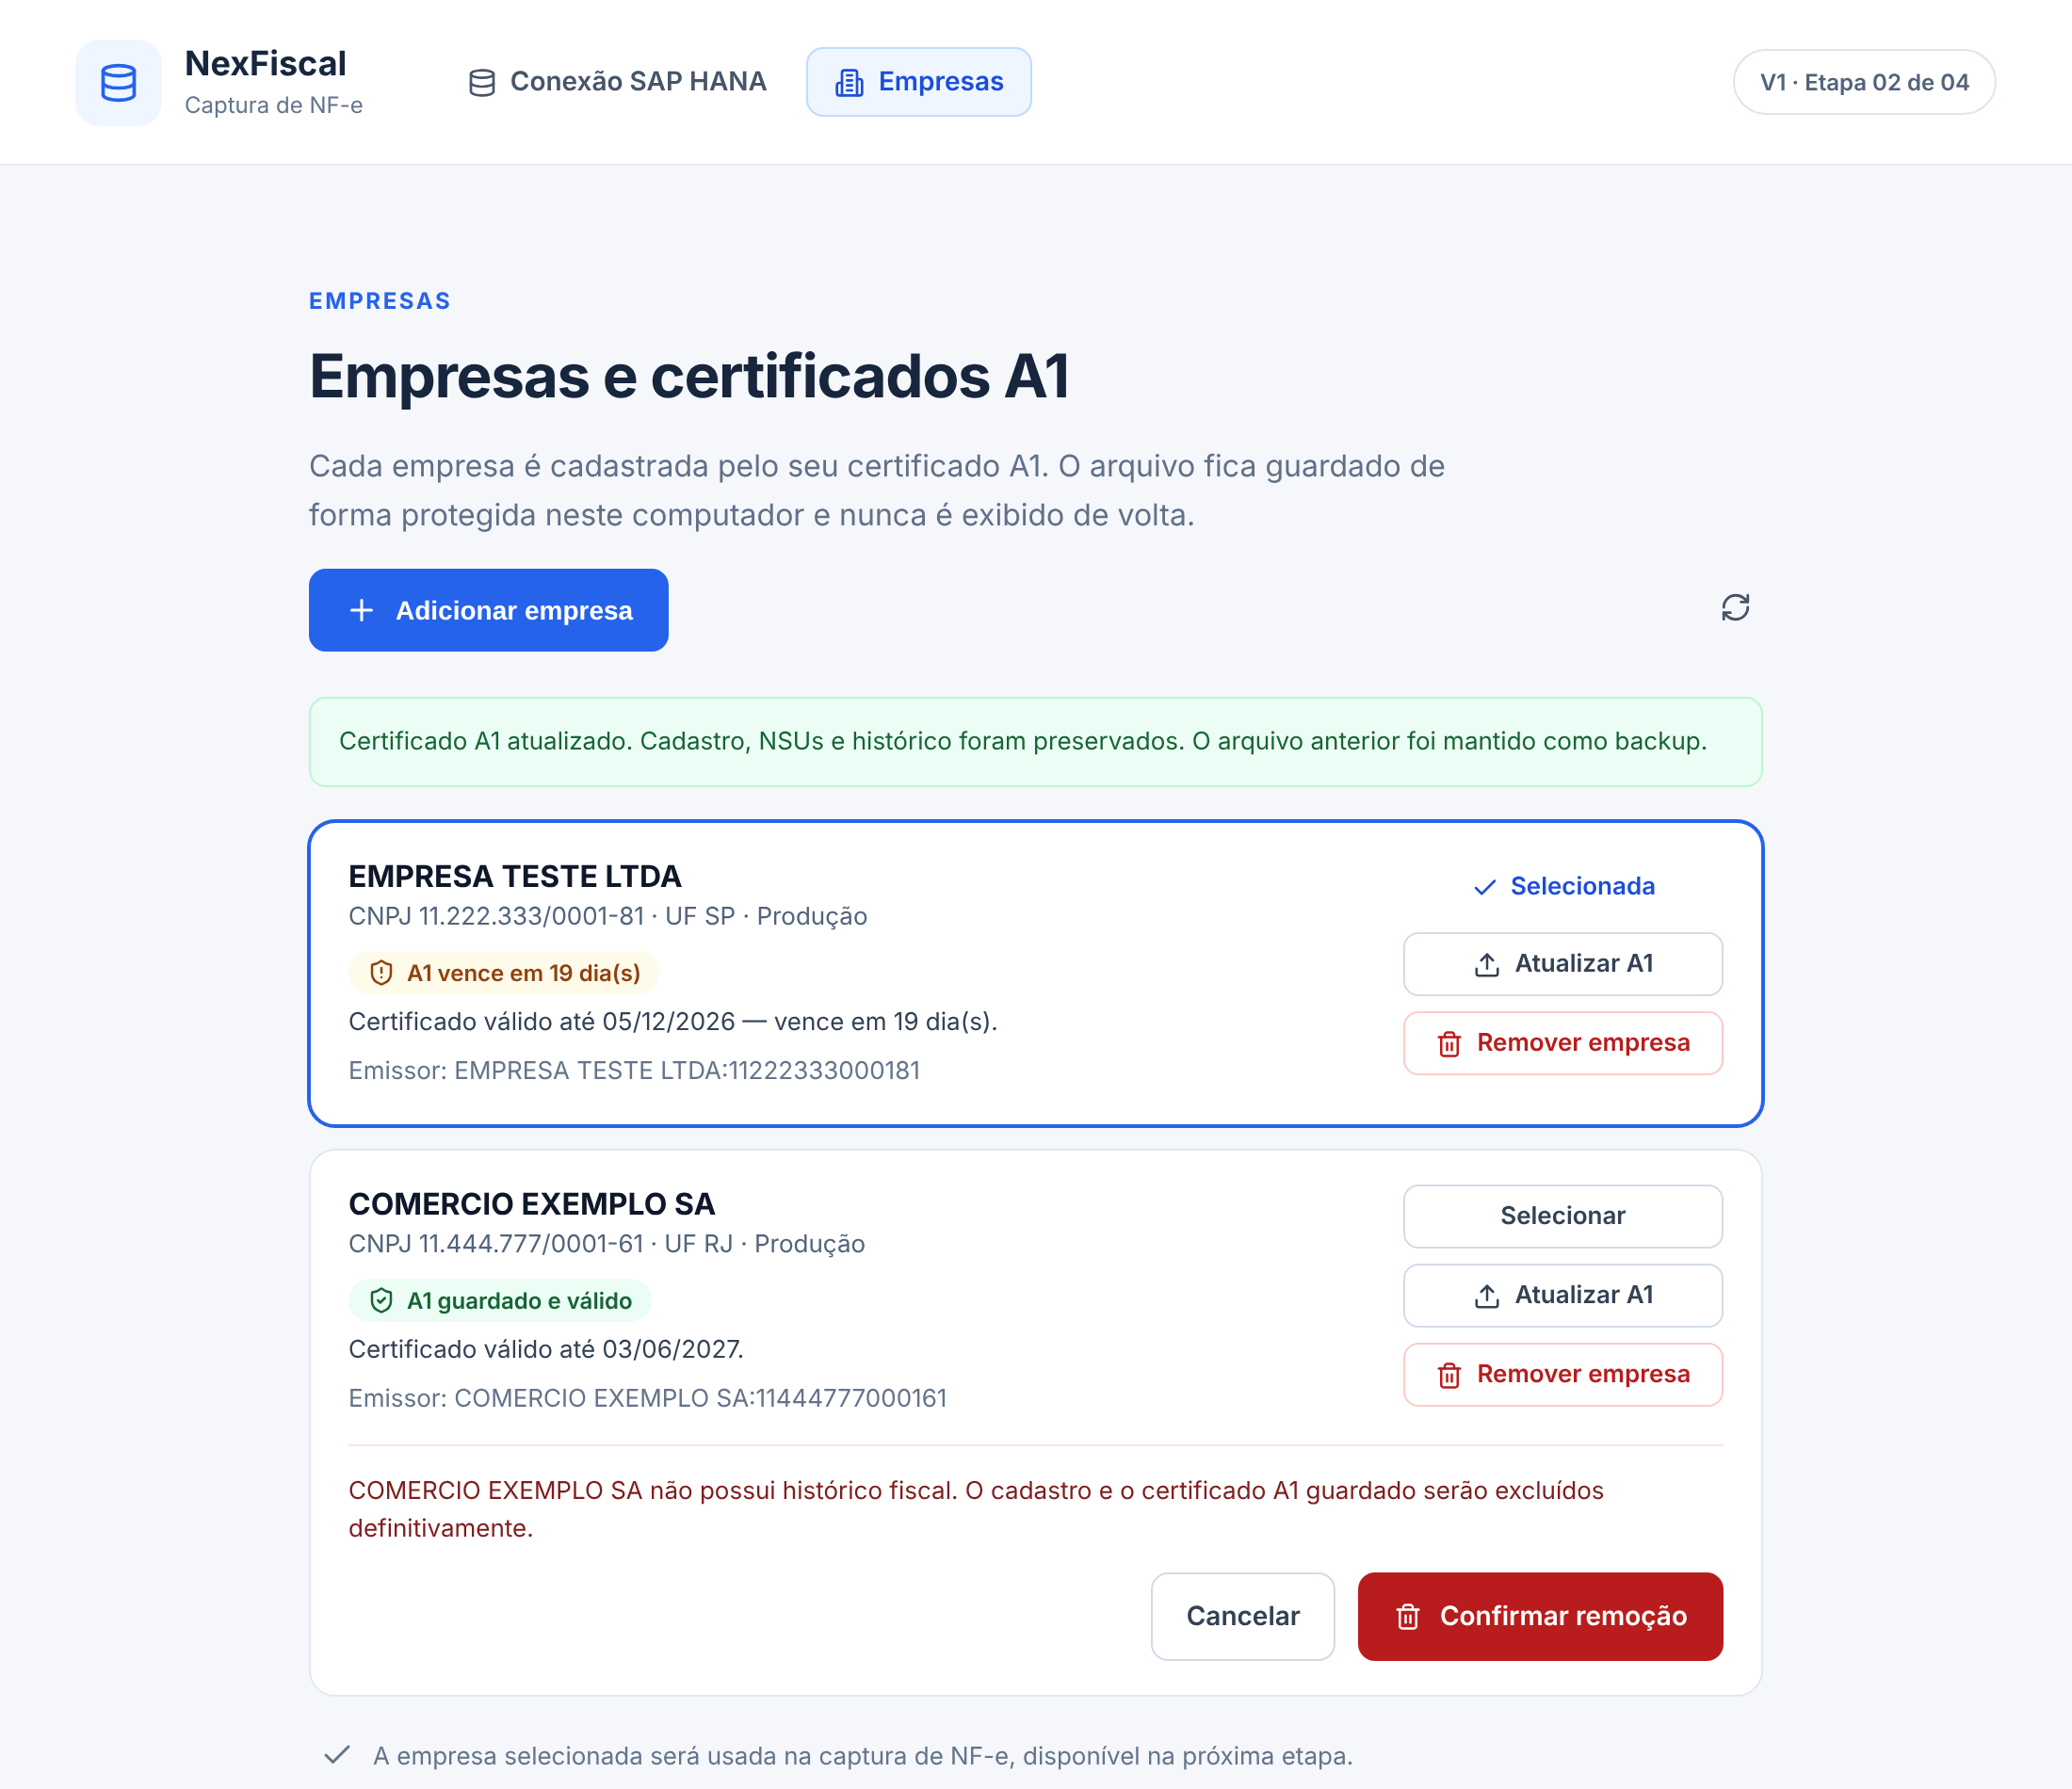 NexFiscal
Captura de NF-e
Conexão SAP HANA
Empresas
V1 · Etapa 02 de 04
EMPRESAS
Empresas e certificados A1
Cada empresa é cadastrada pelo seu certificado A1. O arquivo fica guardado de
forma protegida neste computador e nunca é exibido de volta.
Adicionar empresa
Certificado A1 atualizado. Cadastro, NSUs e histórico foram preservados. O arquivo anterior foi mantido como backup.
EMPRESA TESTE LTDA
CNPJ 11.222.333/0001-81 · UF SP · Produção
A1 vence em 19 dia(s)
Certificado válido até 05/12/2026 — vence em 19 dia(s).
Emissor: EMPRESA TESTE LTDA:11222333000181
Selecionada
Atualizar A1
Remover empresa
COMERCIO EXEMPLO SA
CNPJ 11.444.777/0001-61 · UF RJ · Produção
A1 guardado e válido
Certificado válido até 03/06/2027.
Emissor: COMERCIO EXEMPLO SA:11444777000161
Selecionar
Atualizar A1
Remover empresa
COMERCIO EXEMPLO SA não possui histórico fiscal. O cadastro e o certificado A1 guardado serão excluídos
definitivamente.
Cancelar
Confirmar remoção
A empresa selecionada será usada na captura de NF-e, disponível na próxima etapa.